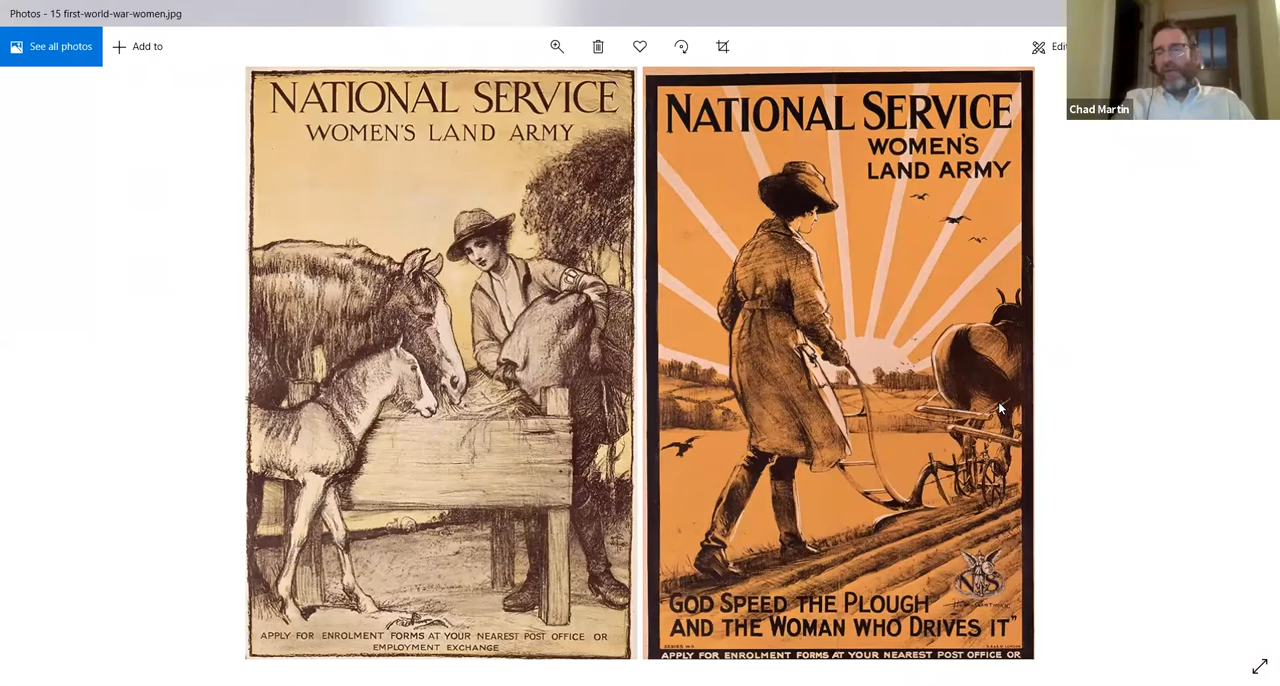 Photos - 15 first-world-war-women.jpg
See all photos
Add to
Edit
Chad Martin
NATIONAL SERVICE
WOMEN'S LAND ARMY
APPLY FOR ENROLMENT FORMS AT YOUR NEAREST POST OFFICE OR
EMPLOYMENT EXCHANGE
NATIONAL SERVICE
WOMEN'S
LAND ARMY
NS
GOD SPEED THE PLOUGH
AND THE WOMAN WHO DRIVES IT"
APPLY FOR ENROLMENT FORMS AT YOUR NEAREST POST OFFICE OR